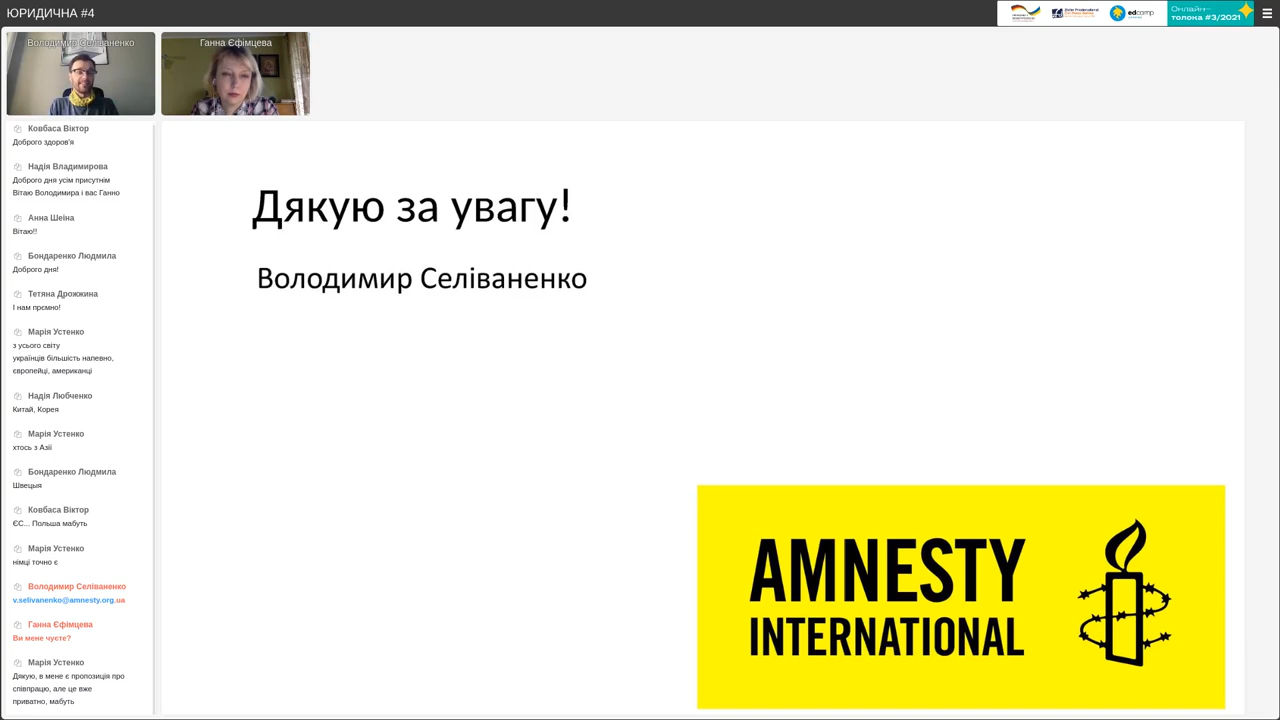 ЮРИДИЧНА #4
edcamp
Онлайн—
толока #3/2021
Володимир Селіваненко
Ганна Єфімцева
Ковбаса Віктор
Доброго здоров'я
Надія Владимирова
Доброго дня усім присутнім
Вітаю Володимира і вас Ганно
Анна Шеіна
Вітаю!!
Бондаренко Людмила
Доброго дня!
Тетяна Дрожжина
І нам прємно!
Марія Устенко
з усього світу
українців більшість напевно,
європейці, американці
Надія Любченко
Китай, Корея
Марія Устенко
хтось з Азії
Бондаренко Людмила
Швецыя
Ковбаса Віктор
ЄС... Польша мабуть
Марія Устенко
німці точно є
Володимир Селіваненко
v.selivanenko@amnesty.org.ua
Ганна Єфімцева
Ви мене чуєте?
Марія Устенко
Дякую, в мене є пропозиція про
співпрацю, але це вже
приватно, мабуть
Дякую за увагу!
Володимир Селіваненко
AMNESTY
INTERNATIONAL